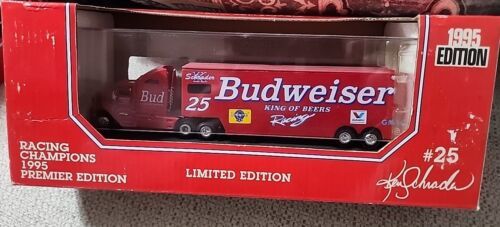 1995
EDITION
Schrader
25
Budweiser
KING OF BEERS
Racing
Bud
VALVOLINE
RACING
CHAMPIONS
1995
PREMIER EDITION
LIMITED EDITION
#25
Ken Schrader